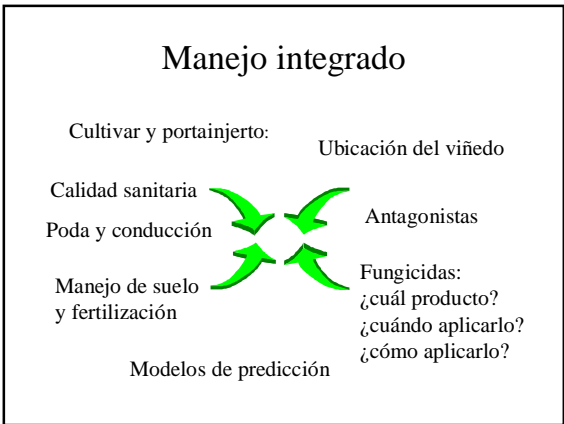 Manejo integrado
Cultivar y portainjerto:
Ubicación del viñedo
Calidad sanitaria
Poda y conducción
Antagonistas
Manejo de suelo
y fertilización
Fungicidas:
¿cuál producto?
¿cuándo aplicarlo?
¿cómo aplicarlo?
Modelos de predicción